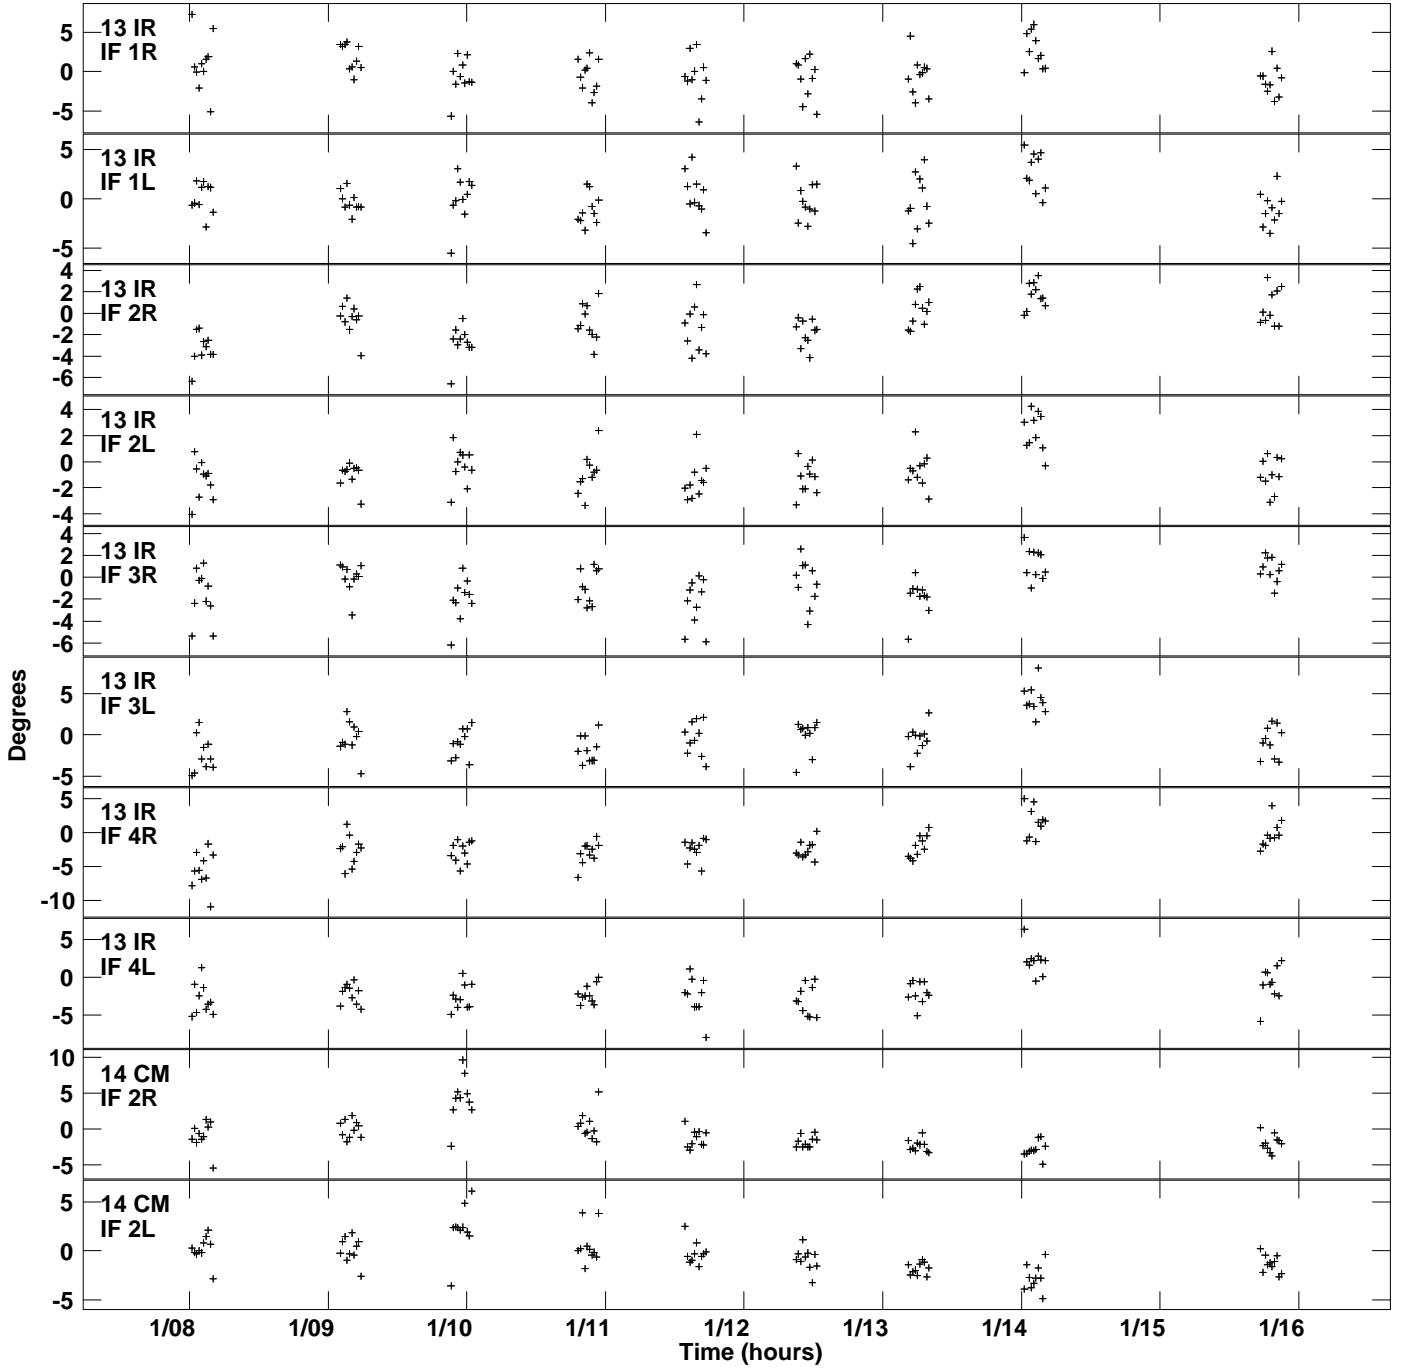 13 IR
IF 1R
5
0
-5
13 IR
IF 1L
5
0
-5
13 IR
IF 2R
4
2
0
-2
-4
-6
13 IR
IF 2L
4
2
0
-2
-4
13 IR
IF 3R
4
2
0
-2
-4
-6
13 IR
IF 3L
5
0
-5
13 IR
IF 4R
5
0
-5
-10
13 IR
IF 4L
5
0
-5
14 CM
IF 2R
10
5
0
-5
14 CM
IF 2L
5
0
-5
Degrees
1/08 1/09 1/10 1/11 1/12 1/13 1/14 1/15 1/16
Time (hours)